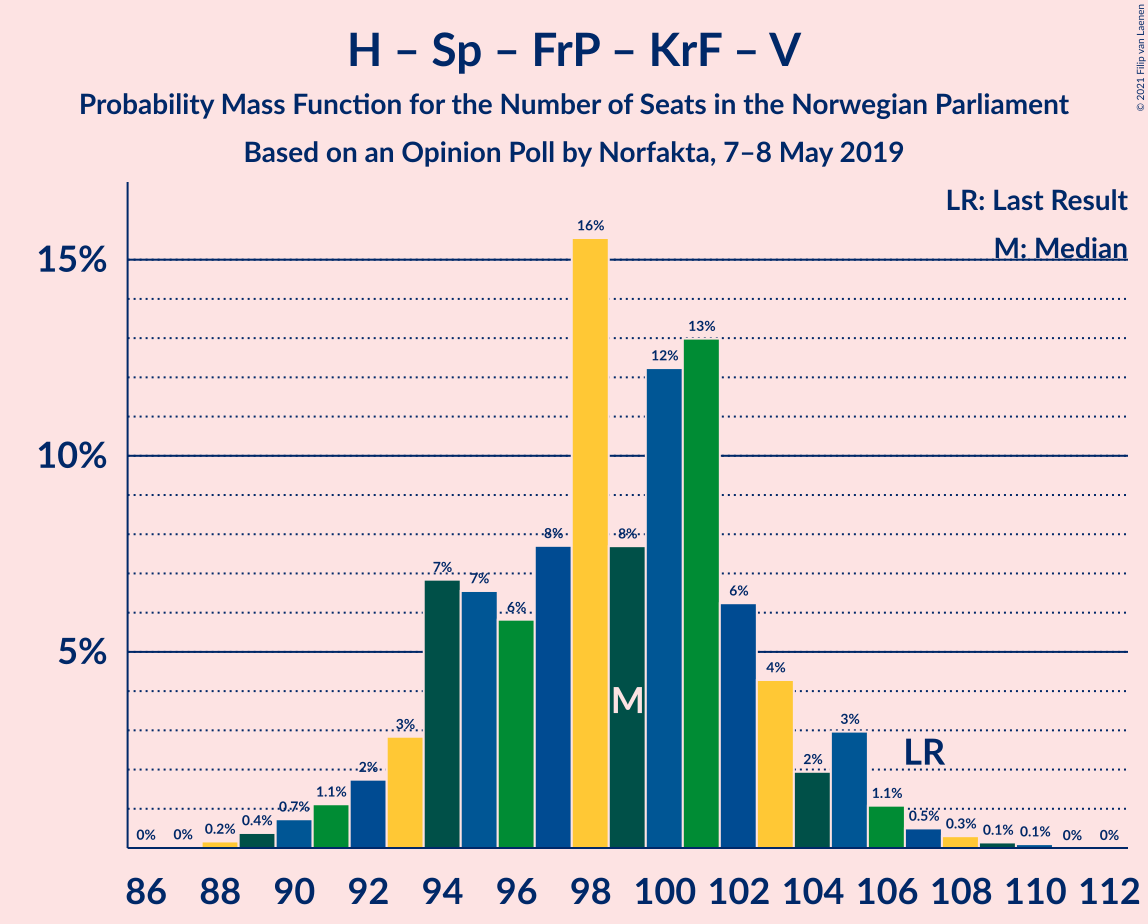 H – Sp – FrP – KrF – V
Probability Mass Function for the Number of Seats in the Norwegian Parliament
Based on an Opinion Poll by Norfakta, 7–8 May 2019
© 2021 Filip van Laenen
LR: Last Result
M: Median
15%
10%
5%
0% 0% 0.2% 0.4% 0.7% 1.1% 2% 3% 7% 7% 6% 8% 16% 8% 12% 13% 6% 4% 2% 3% 1.1% 0.5% 0.3% 0.1% 0.1% 0% 0%
M
LR
86 88 90 92 94 96 98 100 102 104 106 108 110 112